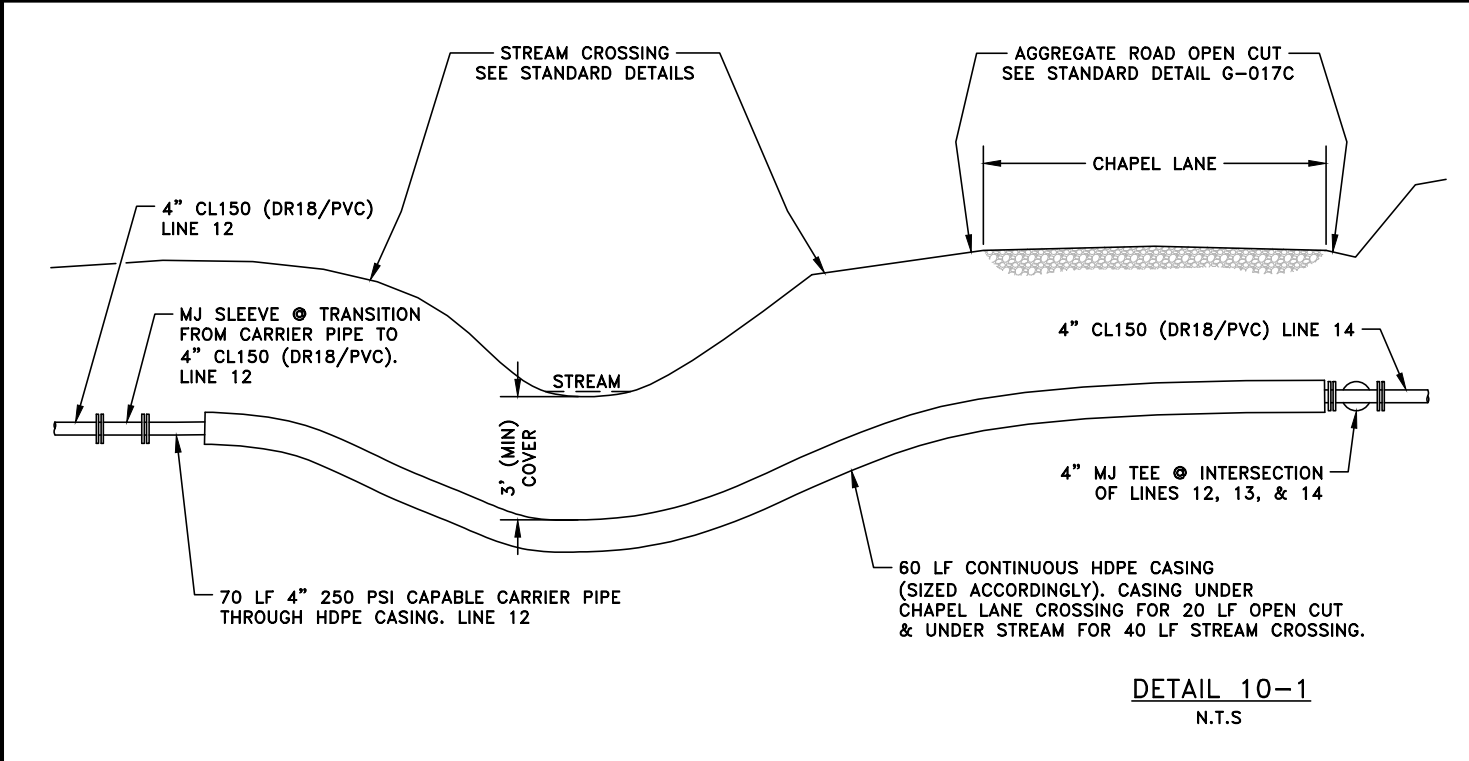 STREAM CROSSING
SEE STANDARD DETAILS
AGGREGATE ROAD OPEN CUT
SEE STANDARD DETAIL G-017C
CHAPEL LANE
4" CL150 (DR18/PVC)
LINE 12
MJ SLEEVE @ TRANSITION
FROM CARRIER PIPE TO
4" CL150 (DR18/PVC).
LINE 12
STREAM
4" CL150 (DR18/PVC) LINE 14
3' (MIN)
COVER
4" MJ TEE @ INTERSECTION
OF LINES 12, 13, & 14
70 LF 4" 250 PSI CAPABLE CARRIER PIPE
THROUGH HDPE CASING. LINE 12
60 LF CONTINUOUS HDPE CASING
(SIZED ACCORDINGLY). CASING UNDER
CHAPEL LANE CROSSING FOR 20 LF OPEN CUT
& UNDER STREAM FOR 40 LF STREAM CROSSING.
DETAIL 10-1
N.T.S